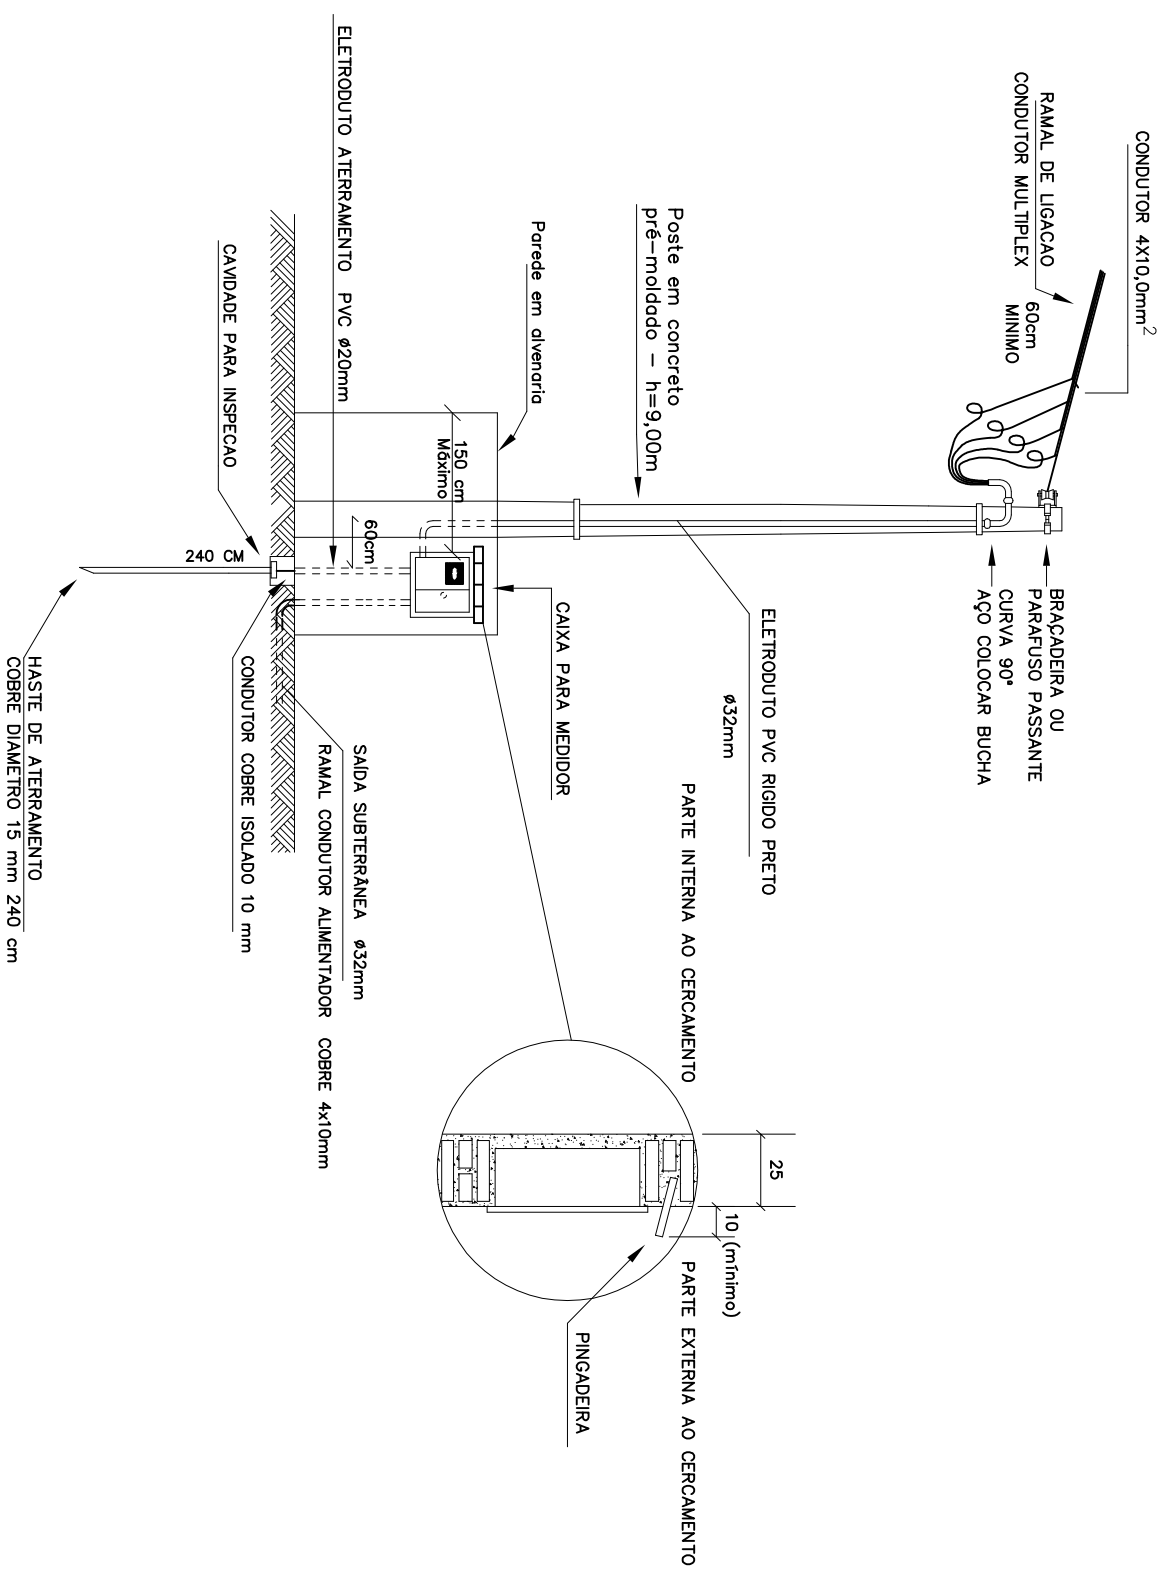 CONDUTOR 4X10,0mm²
RAMAL DE LIGACAO
CONDUTOR MULTIPLEX
60cm
MINIMO
BRAÇADEIRA OU
PARAFUSO PASSANTE
CURVA 90°
AÇO COLOCAR BUCHA
Poste em concreto
pré-moldado - h=9,00m
ELETRODUTO PVC RIGIDO PRETO
ø32mm
Parede em alvenaria
CAIXA PARA MEDIDOR
150 cm
Máximo
60cm
ELETRODUTO ATERRAMENTO PVC ø20mm
SAÍDA SUBTERRÂNEA ø32mm
RAMAL CONDUTOR ALIMENTADOR COBRE 4x10mm
CAVIDADE PARA INSPECAO
CONDUTOR COBRE ISOLADO 10 mm
240 CM
HASTE DE ATERRAMENTO
COBRE DIAMETRO 15 mm 240 cm
25
10 (mínimo)
PARTE INTERNA AO CERCAMENTO
PARTE EXTERNA AO CERCAMENTO
PINGADEIRA